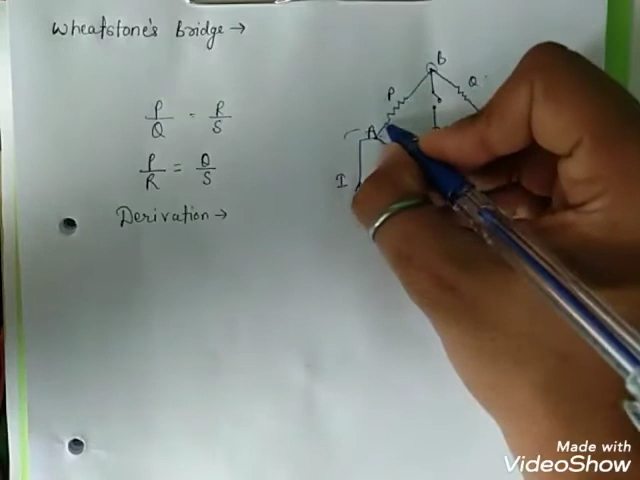 Wheatstone's Bridge →
P/Q = R/S
P/R = Q/S
Derivation →
B
P
Q
A
I
Made with
VideoShow